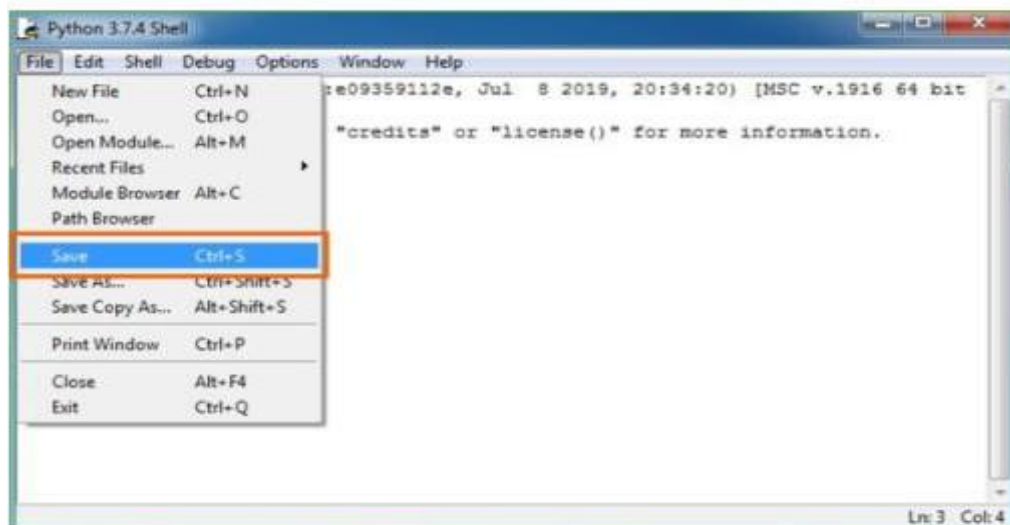 Python 3.7.4 Shell
File Edit Shell Debug Options Window Help
New File Ctrl+N
:e09359112e, Jul 8 2019, 20:34:20) [MSC v.1916 64 bit
Open... Ctrl+O
Open Module... Alt+M
"credits" or "license()" for more information.
Recent Files
Module Browser Alt+C
Path Browser
Save Ctrl+S
Save As... Ctrl+Shift+S
Save Copy As... Alt+Shift+S
Print Window Ctrl+P
Close Alt+F4
Exit Ctrl+Q
Ln: 3 Col: 4